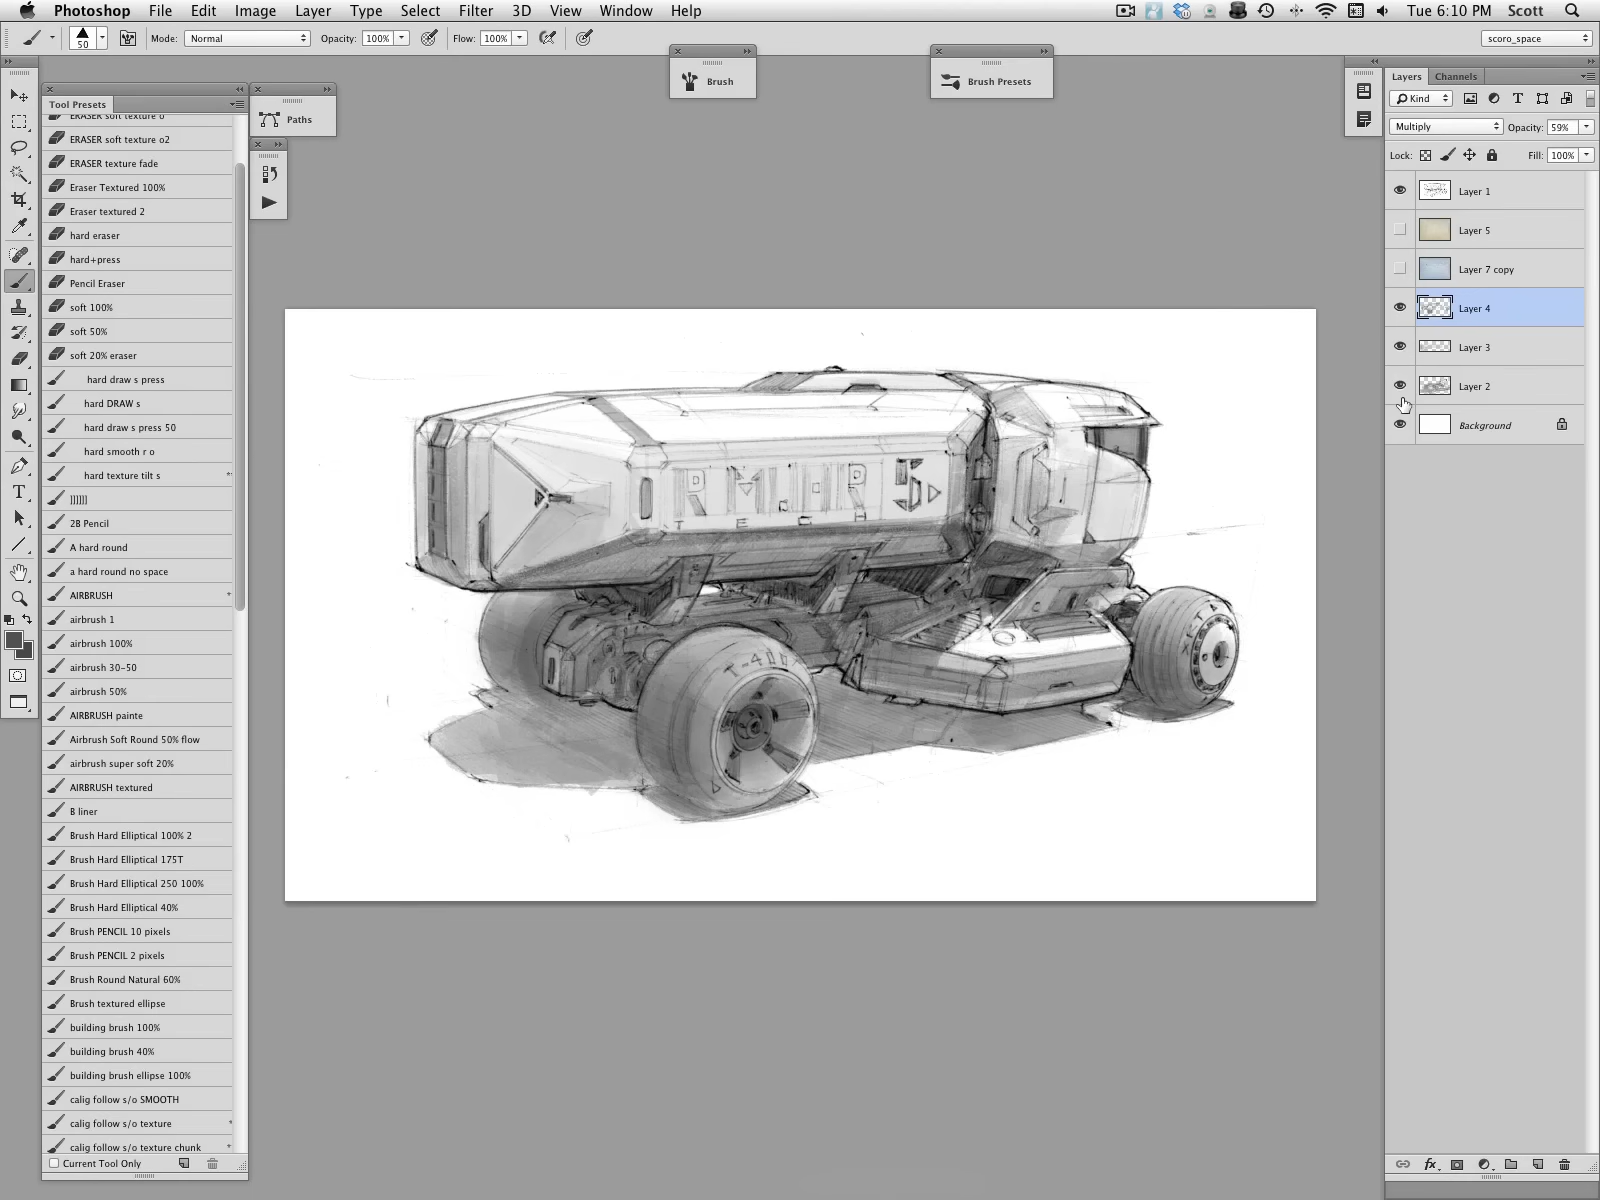 Photoshop File Edit Image Layer Type Select Filter 3D View Window Help Tue 6:10 PM Scott
50 Mode: Normal Opacity: 100% Flow: 100% scoro_space
Brush
Brush Presets
Tool Presets
Paths
ERASER soft texture o2
ERASER texture fade
Eraser Textured 100%
Eraser textured 2
hard eraser
hard+press
Pencil Eraser
soft 100%
soft 50%
soft 20% eraser
hard draw s press
hard DRAW s
hard draw s press 50
hard smooth r o
hard texture tilt s
]]]]]]
2B Pencil
A hard round
a hard round no space
AIRBRUSH
airbrush 1
airbrush 100%
airbrush 30-50
airbrush 50%
AIRBRUSH painte
Airbrush Soft Round 50% flow
airbrush super soft 20%
AIRBRUSH textured
B liner
Brush Hard Elliptical 100% 2
Brush Hard Elliptical 175T
Brush Hard Elliptical 250 100%
Brush Hard Elliptical 40%
Brush PENCIL 10 pixels
Brush PENCIL 2 pixels
Brush Round Natural 60%
Brush textured ellipse
building brush 100%
building brush 40%
building brush ellipse 100%
calig follow s/o SMOOTH
calig follow s/o texture
calig follow s/o texture chunk
Current Tool Only
5
TECH
Layers Channels
Kind
Multiply Opacity: 59%
Lock: Fill: 100%
Layer 1
Layer 5
Layer 7 copy
Layer 4
Layer 3
Layer 2
Background
fx